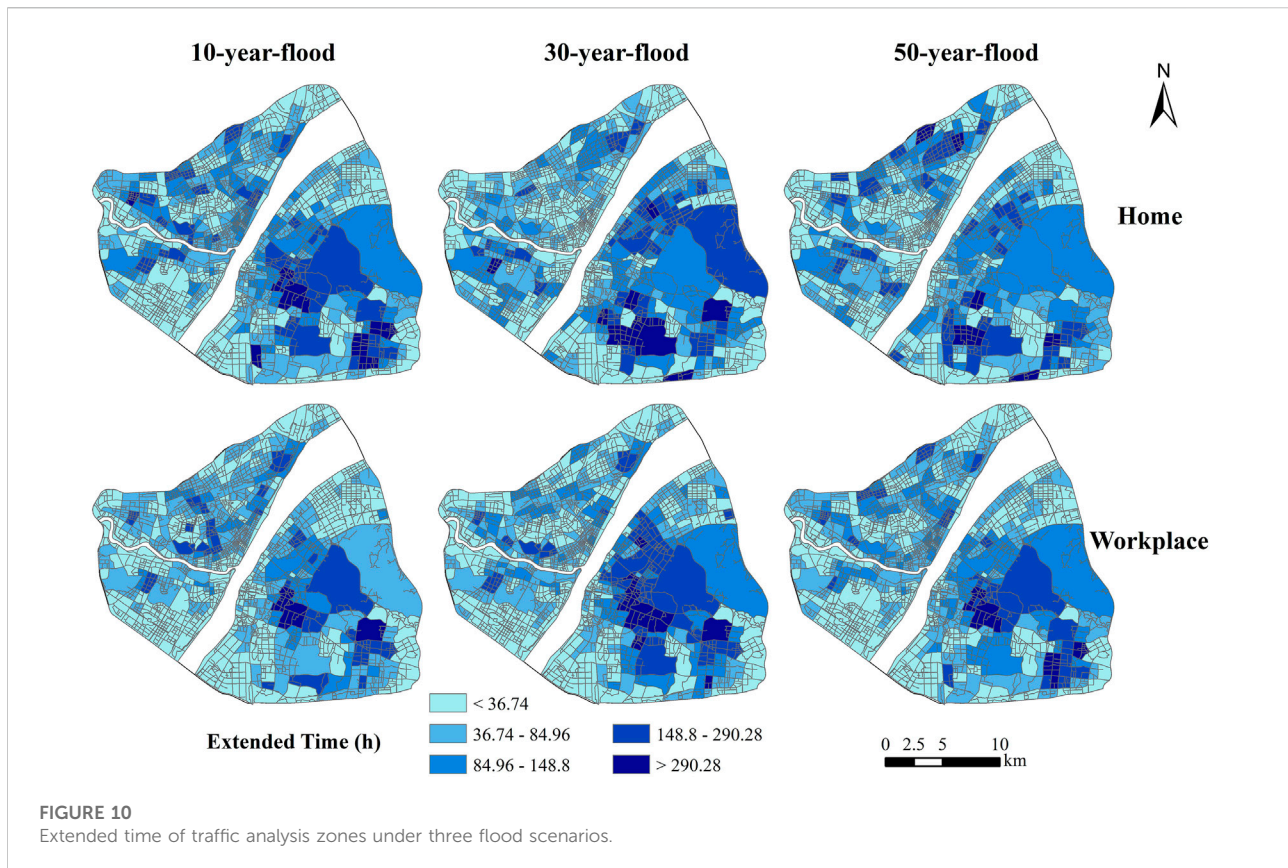 10-year-flood
30-year-flood
50-year-flood
N
Home
Workplace
Extended Time (h)
< 36.74
36.74 - 84.96
84.96 - 148.8
148.8 - 290.28
> 290.28
0 2.5 5 10
km
FIGURE 10
Extended time of traffic analysis zones under three flood scenarios.